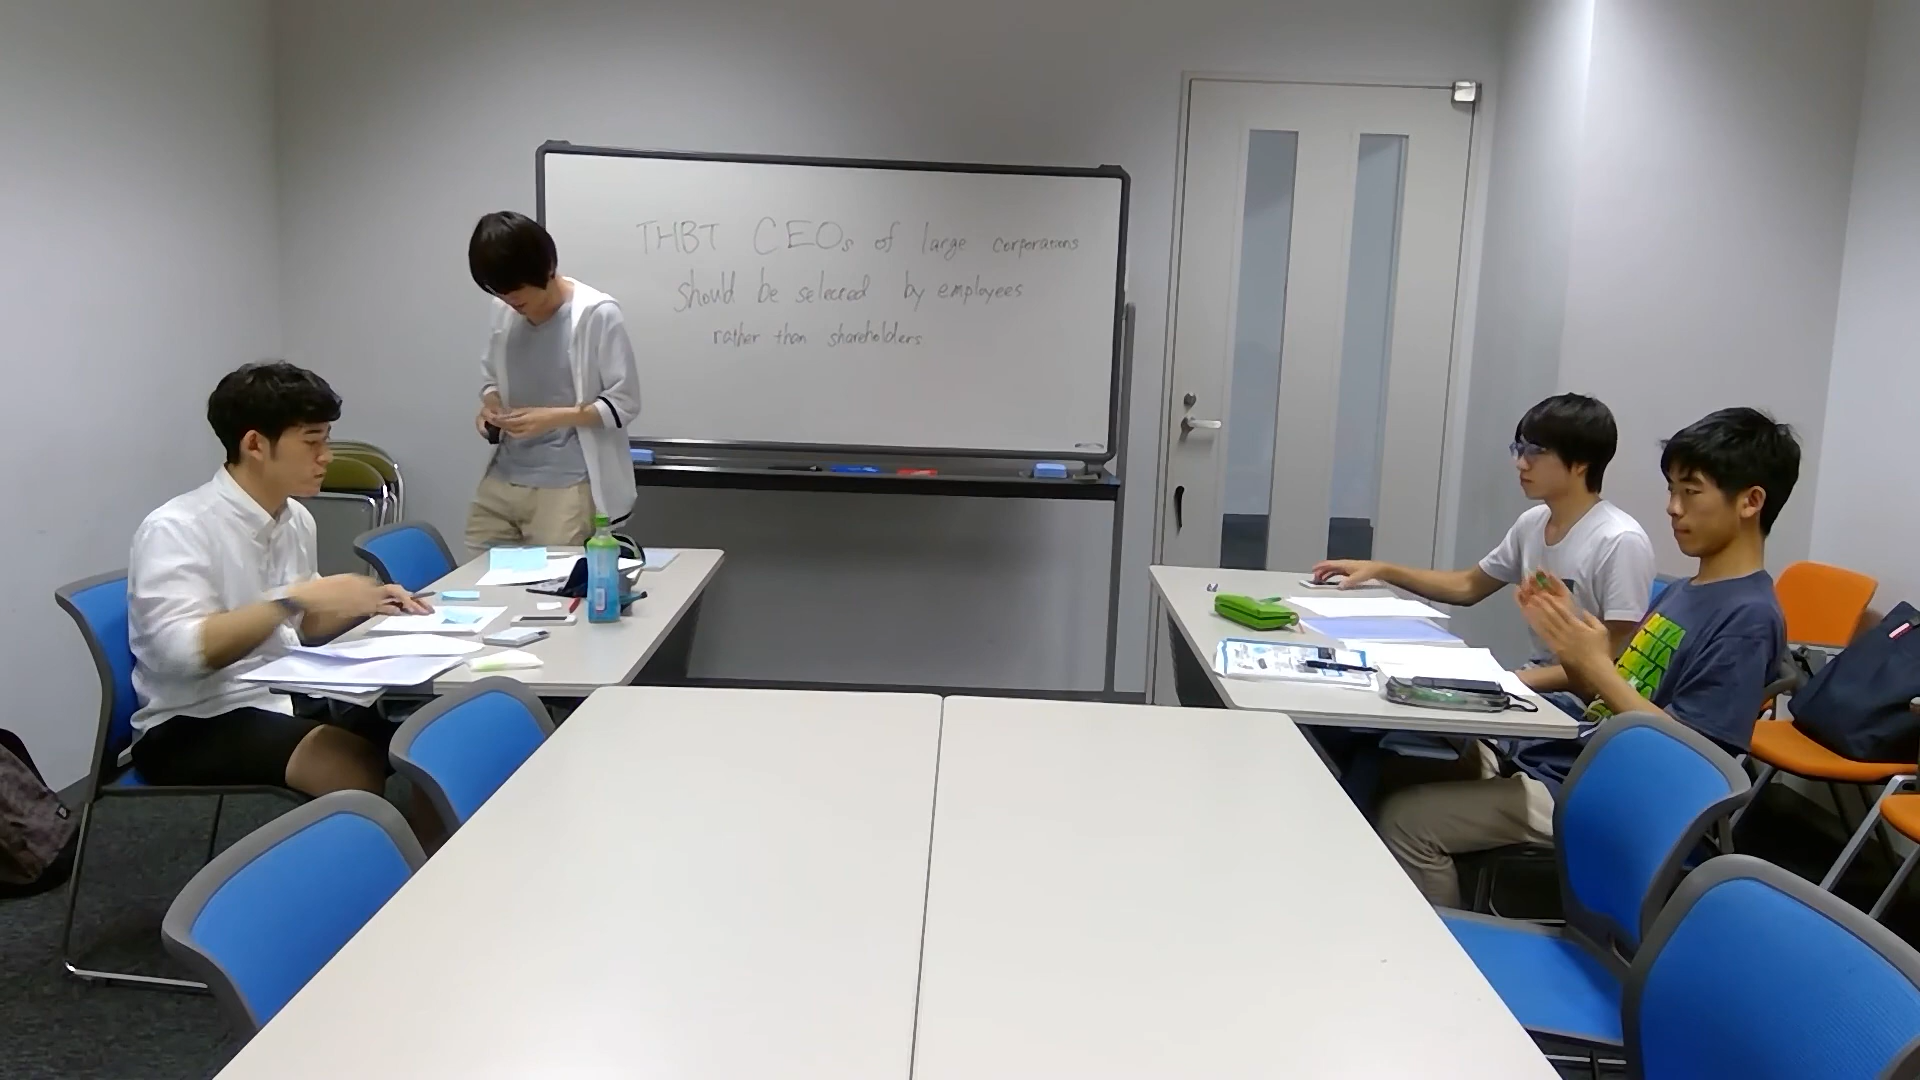 THBT CEOs of large corporations
should be selected by employees
rather than shareholders